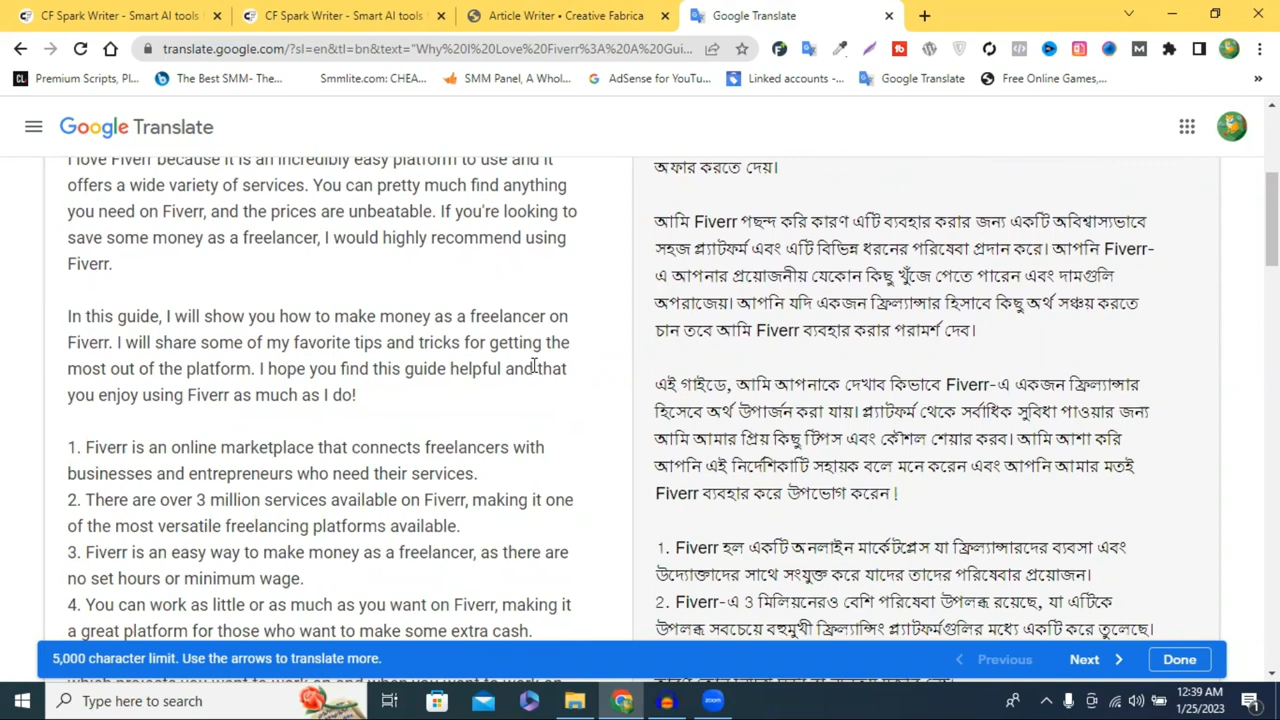 CF Spark Writer - Smart AI tools
CF Spark Writer - Smart AI tools
Article Writer - Creative Fabrica
Google Translate
translate.google.com/?sl=en&tl=bn&text="Why%20I%20Love%20Fiverr%3A%20A%20Gui...
Premium Scripts, Pl...
The Best SMM- The...
Smmlite.com: CHEA...
SMM Panel, A Whol...
AdSense for YouTu...
Linked accounts -...
Google Translate
Free Online Games,...
Google Translate
I love Fiverr because it is an incredibly easy platform to use and it
offers a wide variety of services. You can pretty much find anything
you need on Fiverr, and the prices are unbeatable. If you're looking to
save some money as a freelancer, I would highly recommend using
Fiverr.
In this guide, I will show you how to make money as a freelancer on
Fiverr. I will share some of my favorite tips and tricks for getting the
most out of the platform. I hope you find this guide helpful and that
you enjoy using Fiverr as much as I do!
1. Fiverr is an online marketplace that connects freelancers with
businesses and entrepreneurs who need their services.
2. There are over 3 million services available on Fiverr, making it one
of the most versatile freelancing platforms available.
3. Fiverr is an easy way to make money as a freelancer, as there are
no set hours or minimum wage.
4. You can work as little or as much as you want on Fiverr, making it
a great platform for those who want to make some extra cash.
অফার করতে দেয়।
আমি Fiverr পছন্দ করি কারণ এটি ব্যবহার করার জন্য একটি অবিশ্বাস্যভাবে
সহজ প্ল্যাটফর্ম এবং এটি বিভিন্ন ধরনের পরিষেবা প্রদান করে। আপনি Fiverr-
এ আপনার প্রয়োজনীয় যেকোন কিছু খুঁজে পেতে পারেন এবং দামগুলি
অপরাজেয়। আপনি যদি একজন ফ্রিল্যান্সার হিসাবে কিছু অর্থ সঞ্চয় করতে
চান তবে আমি Fiverr ব্যবহার করার পরামর্শ দেব।
এই গাইডে, আমি আপনাকে দেখাব কিভাবে Fiverr-এ একজন ফ্রিল্যান্সার
হিসেবে অর্থ উপার্জন করা যায়। প্ল্যাটফর্ম থেকে সর্বাধিক সুবিধা পাওয়ার জন্য
আমি আমার প্রিয় কিছু টিপস এবং কৌশল শেয়ার করব। আমি আশা করি
আপনি এই নির্দেশিকাটি সহায়ক বলে মনে করেন এবং আপনি আমার মতই
Fiverr ব্যবহার করে উপভোগ করেন!
1. Fiverr হল একটি অনলাইন মার্কেটপ্লেস যা ফ্রিল্যান্সারদের ব্যবসা এবং
উদ্যোক্তাদের সাথে সংযুক্ত করে যাদের তাদের পরিষেবার প্রয়োজন।
2. Fiverr-এ 3 মিলিয়নেরও বেশি পরিষেবা উপলব্ধ রয়েছে, যা এটিকে
উপলব্ধ সবচেয়ে বহুমুখী ফ্রিল্যান্সিং প্ল্যাটফর্মগুলির মধ্যে একটি করে তুলেছে।
5,000 character limit. Use the arrows to translate more.
Previous
Next
Done
Type here to search
zoom
12:39 AM
1/25/2023